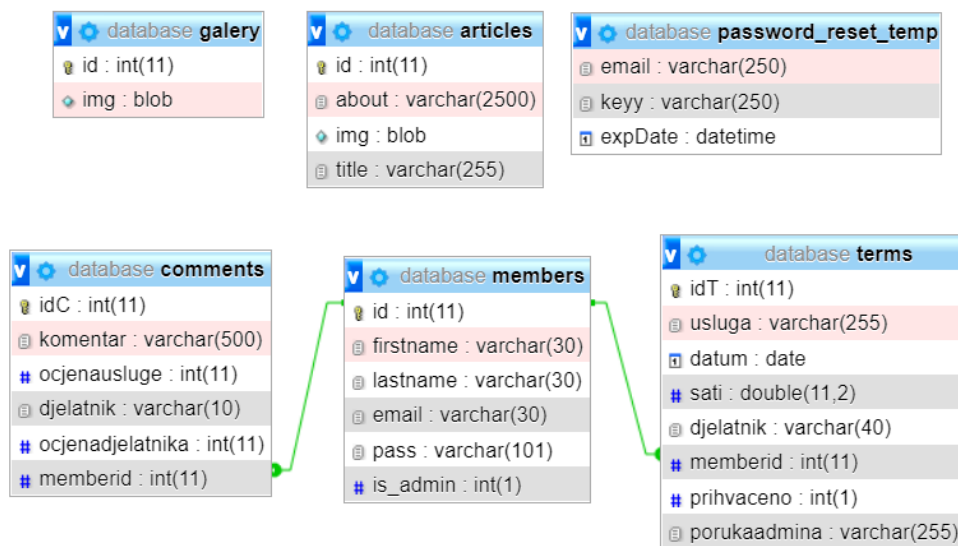 database galery
id : int(11)
img : blob
database articles
id : int(11)
about : varchar(2500)
img : blob
title : varchar(255)
database password_reset_temp
email : varchar(250)
keyy : varchar(250)
expDate : datetime
database comments
idC : int(11)
komentar : varchar(500)
ocjenausluge : int(11)
djelatnik : varchar(10)
ocjenadjelatnika : int(11)
memberid : int(11)
database members
id : int(11)
firstname : varchar(30)
lastname : varchar(30)
email : varchar(30)
pass : varchar(101)
is_admin : int(1)
database terms
idT : int(11)
usluga : varchar(255)
datum : date
sati : double(11,2)
djelatnik : varchar(40)
memberid : int(11)
prihvaceno : int(1)
porukaadmina : varchar(255)